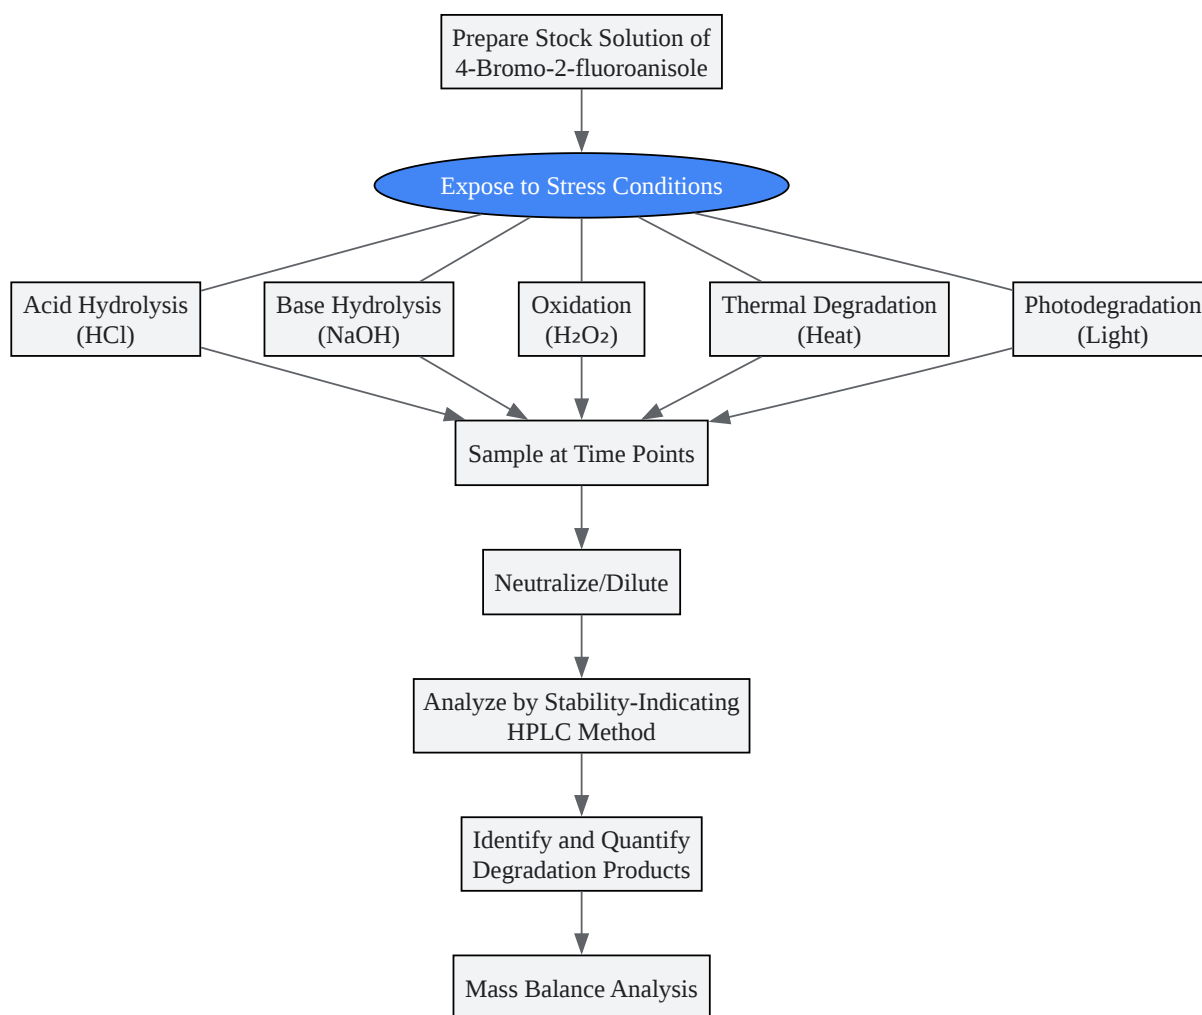 Prepare Stock Solution of
4-Bromo-2-fluoroanisole
Expose to Stress Conditions
Acid Hydrolysis
(HCl)
Base Hydrolysis
(NaOH)
Oxidation
(H₂O₂)
Thermal Degradation
(Heat)
Photodegradation
(Light)
Sample at Time Points
Neutralize/Dilute
Analyze by Stability-Indicating
HPLC Method
Identify and Quantify
Degradation Products
Mass Balance Analysis